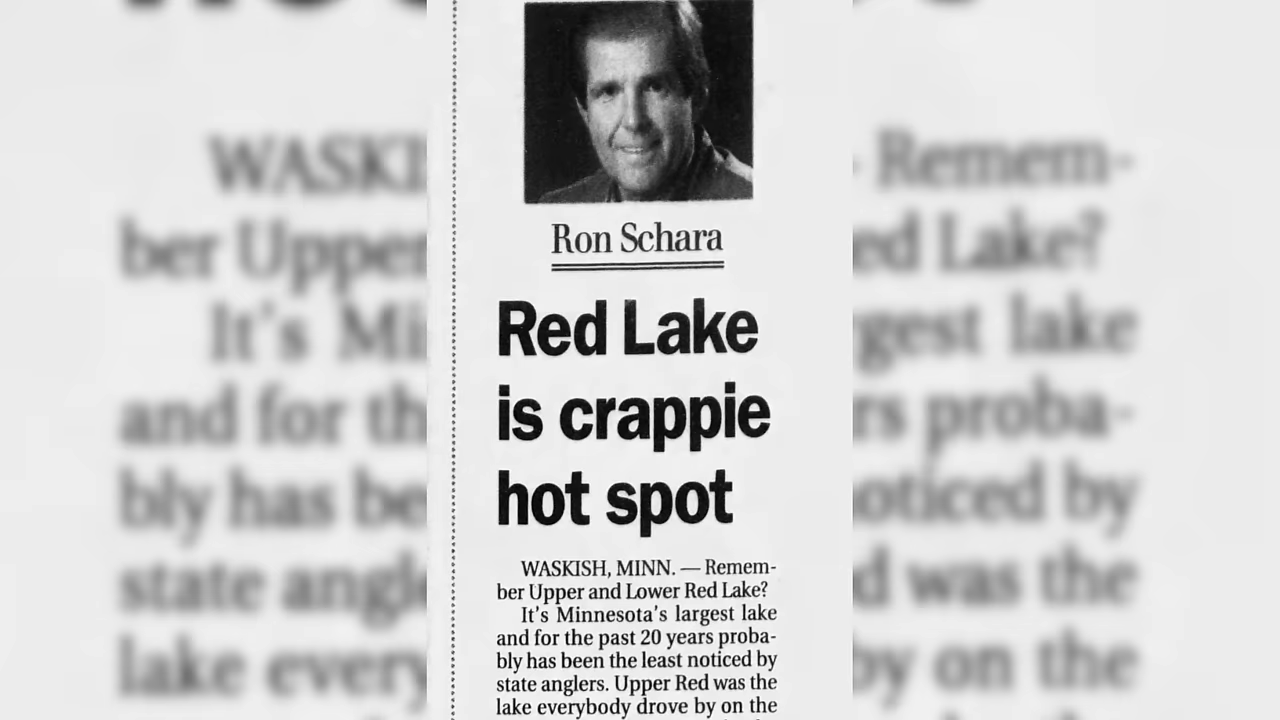 Ron Schara
Red Lake
is crappie
hot spot
WASKISH, MINN. — Remem-
ber Upper and Lower Red Lake?
It's Minnesota's largest lake
and for the past 20 years proba-
bly has been the least noticed by
state anglers. Upper Red was the
lake everybody drove by on the